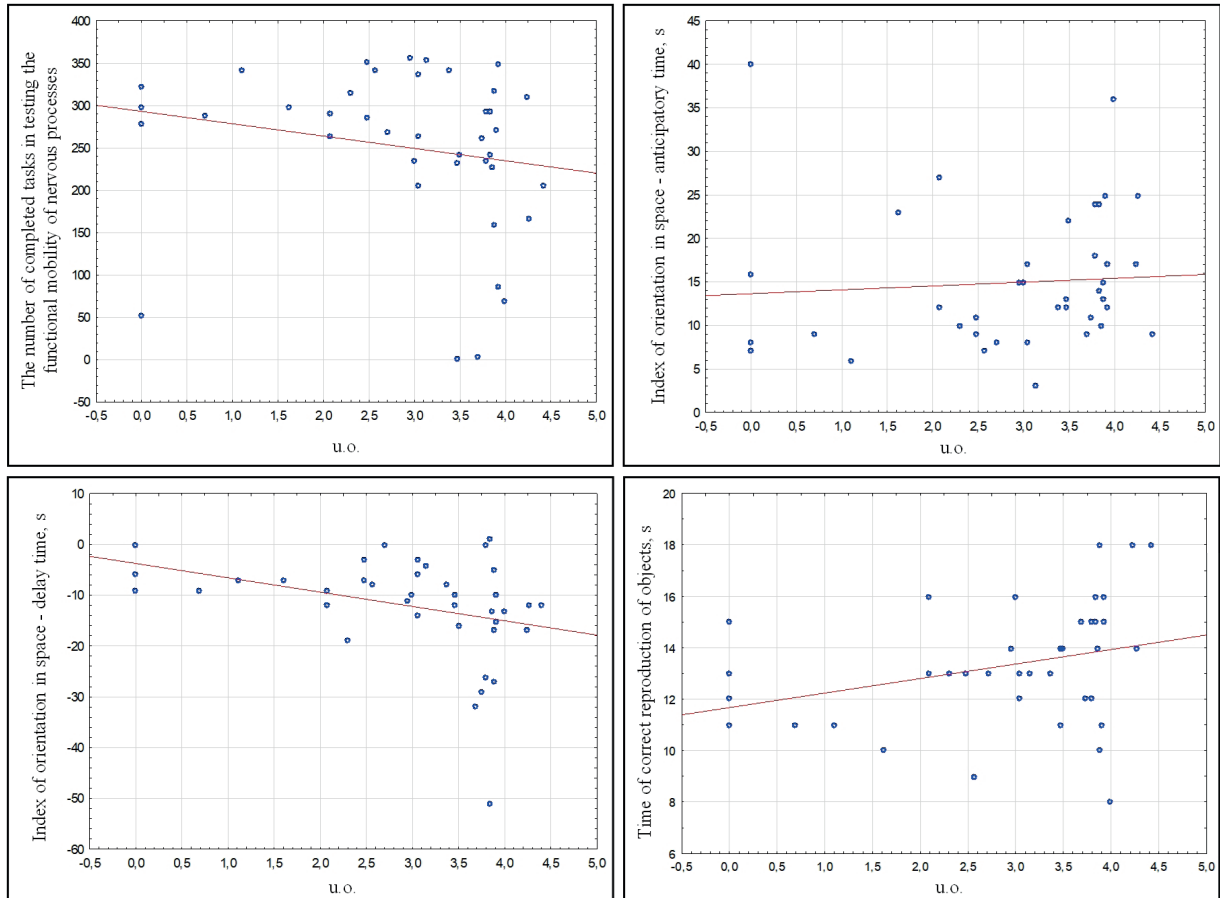 The number of completed tasks in testing the
functional mobility of nervous processes
400
350
300
250
200
150
100
50
0
-50
-0,5 0,0 0,5 1,0 1,5 2,0 2,5 3,0 3,5 4,0 4,5 5,0
u.o.
Index of orientation in space - anticipatory time, s
45
40
35
30
25
20
15
10
5
0
-0,5 0,0 0,5 1,0 1,5 2,0 2,5 3,0 3,5 4,0 4,5 5,0
u.o.
Index of orientation in space - delay time, s
10
0
-10
-20
-30
-40
-50
-60
-0,5 0,0 0,5 1,0 1,5 2,0 2,5 3,0 3,5 4,0 4,5 5,0
u.o.
Time of correct reproduction of objects, s
20
18
16
14
12
10
8
6
-0,5 0,0 0,5 1,0 1,5 2,0 2,5 3,0 3,5 4,0 4,5 5,0
u.o.